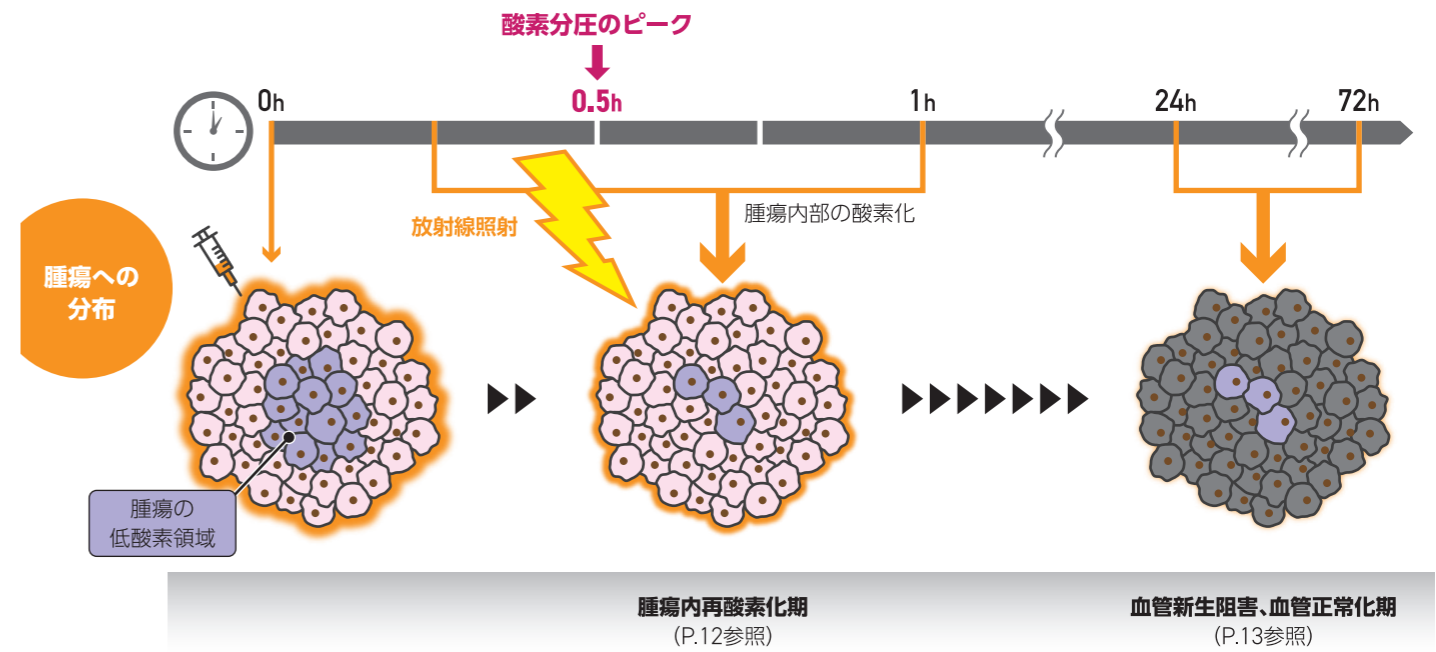 酸素分圧のピーク
0h
0.5h
1h
24h
72h
放射線照射
腫瘍内部の酸素化
腫瘍への
分布
腫瘍の
低酸素領域
腫瘍内再酸素化期
(P.12参照)
血管新生阻害、血管正常化期
(P.13参照)